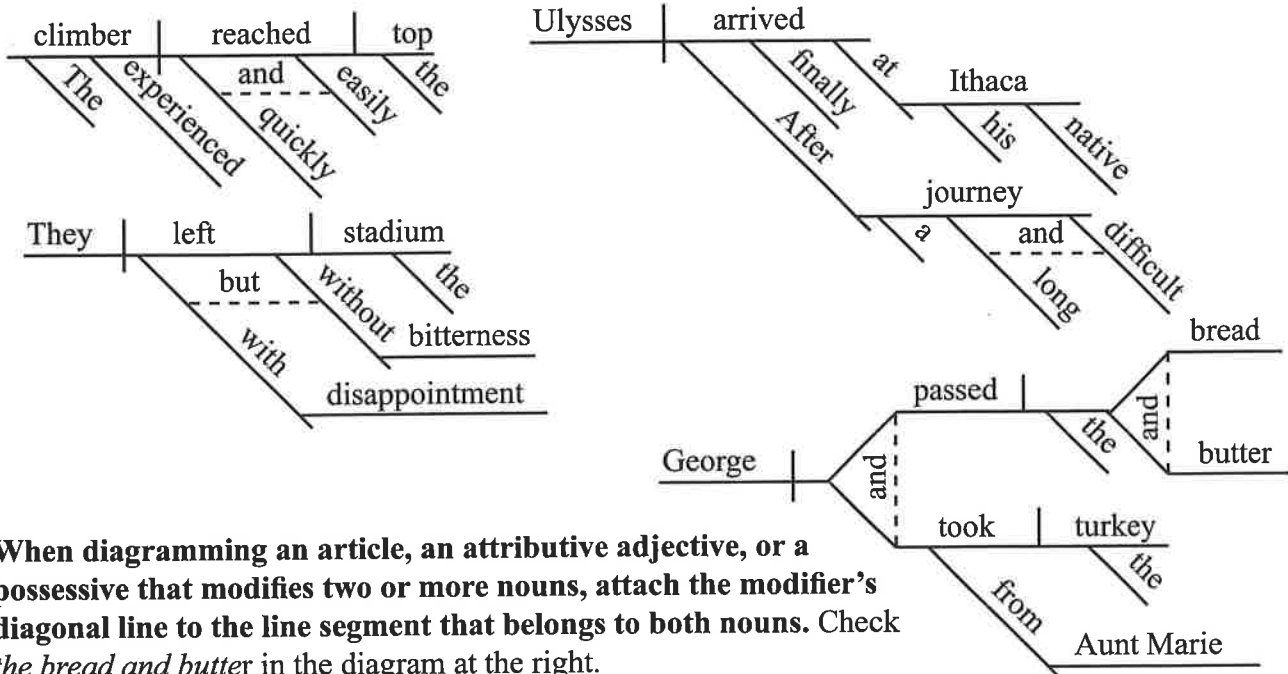 climber reached top
The experienced and quickly easily the
Ulysses arrived
finally at Ithaca
his native
After journey
a long and difficult
They left stadium
but the
with without bitterness
disappointment
George and passed the bread
and
butter
took turkey
from the
Aunt Marie
When diagramming an article, an attributive adjective, or a
possessive that modifies two or more nouns, attach the modifier's
diagonal line to the line segment that belongs to both nouns. Check
the bread and butter in the diagram at the right.